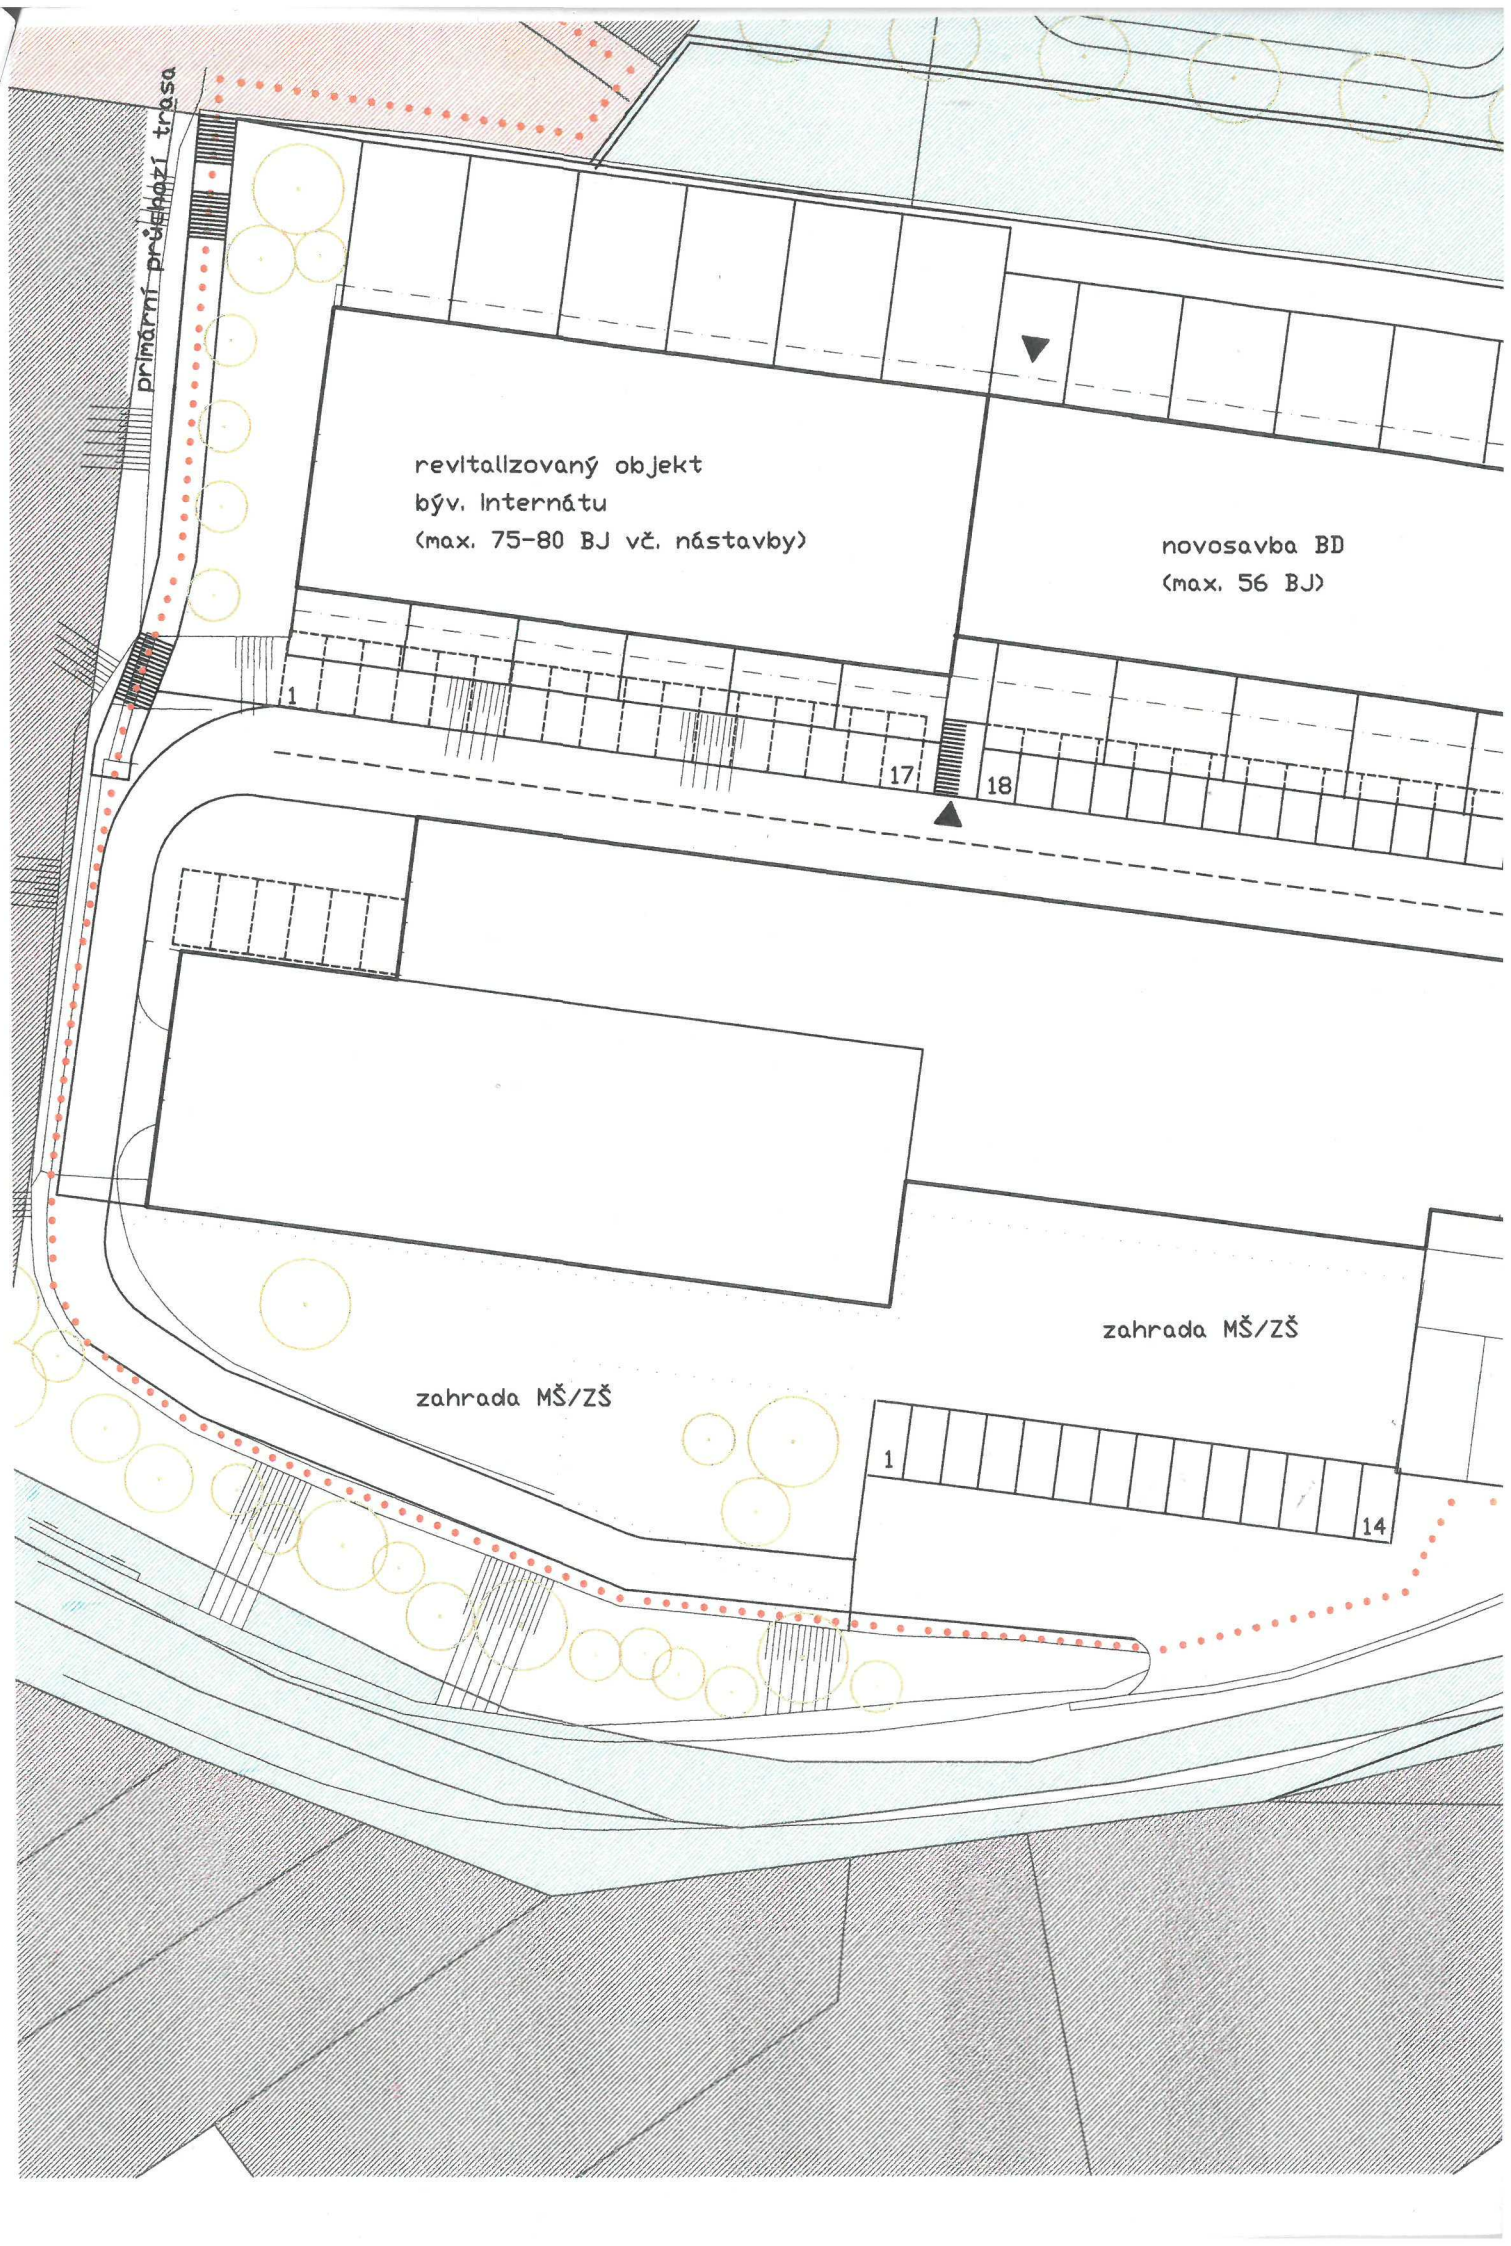 primární průchozí trasa
revitalizovaný objekt
býv. Internátu
(max. 75-80 BJ vč. nástavby)
novosavba BD
(max. 56 BJ)
1
17
18
zahrada MŠ/ZŠ
zahrada MŠ/ZŠ
1
14